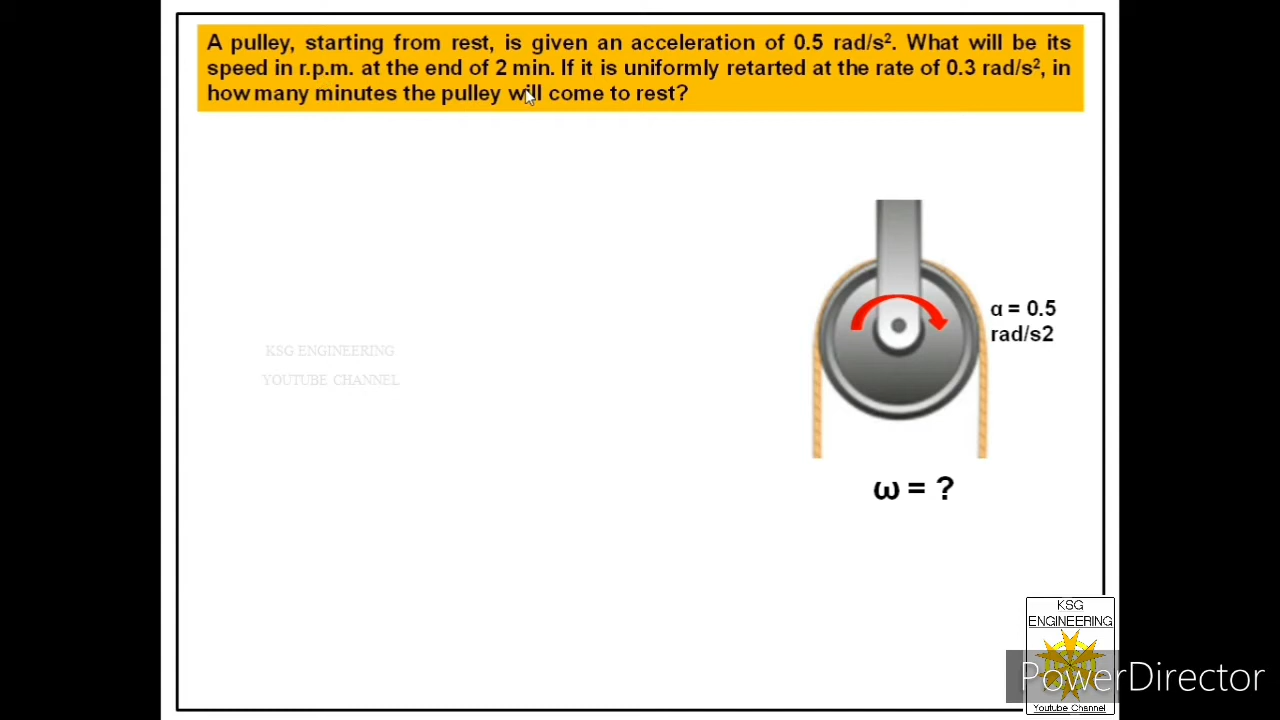 A pulley, starting from rest, is given an acceleration of 0.5 rad/s². What will be its
speed in r.p.m. at the end of 2 min. If it is uniformly retarted at the rate of 0.3 rad/s², in
how many minutes the pulley will come to rest?
α = 0.5
rad/s2
KSG ENGINEERING
YOUTUBE CHANNEL
ω = ?
KSG
ENGINEERING
PowerDirector
Youtube Channel